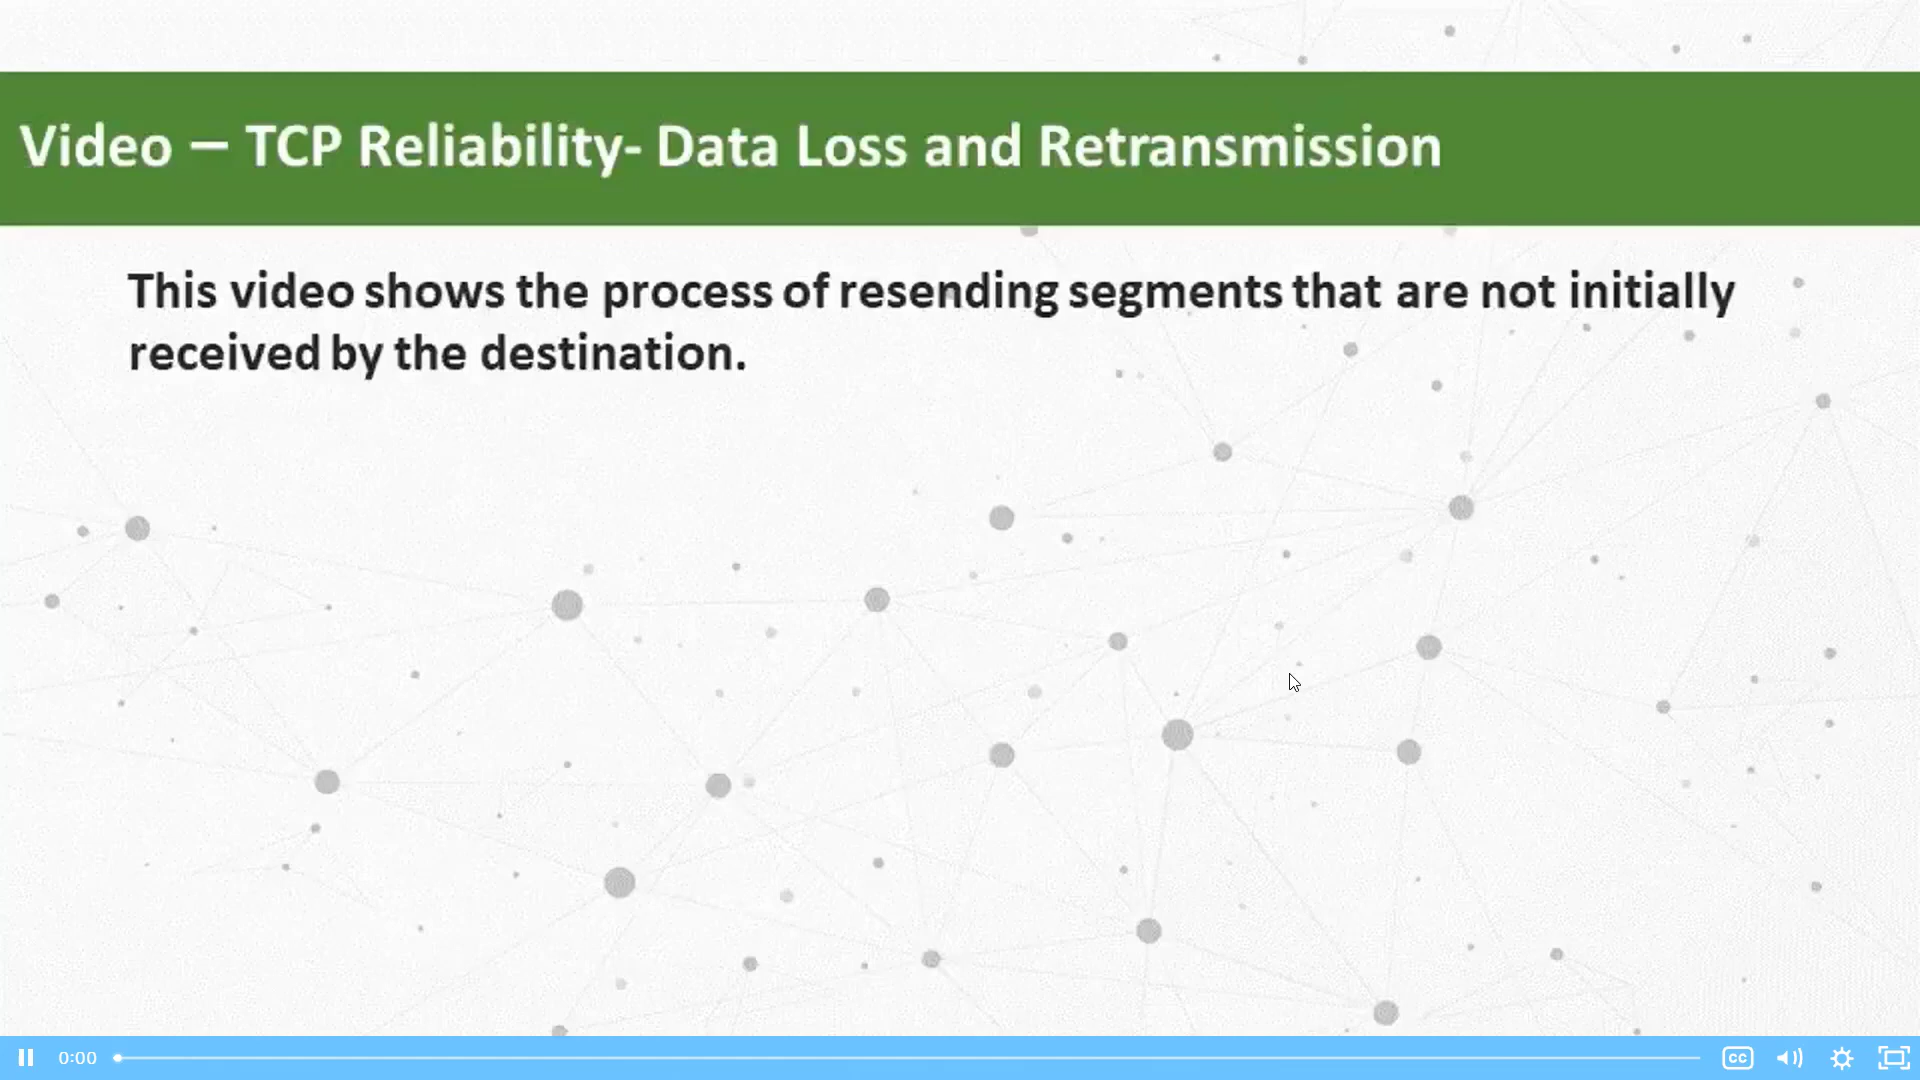 Video – TCP Reliability- Data Loss and Retransmission
This video shows the process of resending segments that are not initially
received by the destination.
0:00
CC